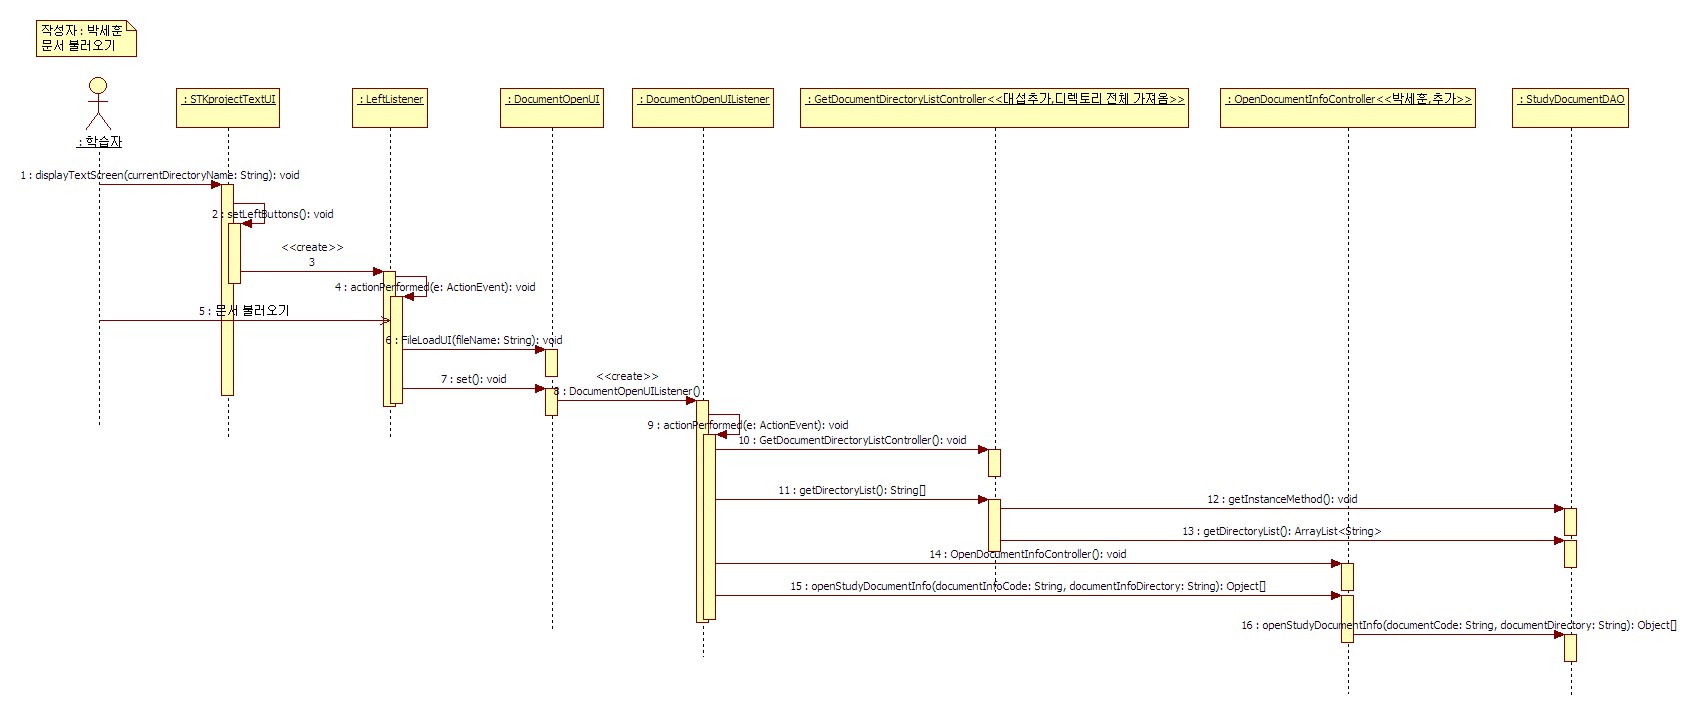 작성자 : 박세훈
문서 불러오기
: 학습자
: STKprojectTextUI
: LeftListener
: DocumentOpenUI
: DocumentOpenUIListener
: GetDocumentDirectoryListController<<대섭추가,디렉토리 전체 가져옴>>
: OpenDocumentInfoController<<박세훈,추가>>
: StudyDocumentDAO
1 : displayTextScreen(currentDirectoryName: String): void
2 : setLeftButtons(): void
<<create>>
3
4 : actionPerformed(e: ActionEvent): void
5 : 문서 불러오기
6 : FileLoadUI(fileName: String): void
7 : set(): void
<<create>>
8 : DocumentOpenUIListener()
9 : actionPerformed(e: ActionEvent): void
10 : GetDocumentDirectoryListController(): void
11 : getDirectoryList(): String[]
12 : getInstanceMethod(): void
13 : getDirectoryList(): ArrayList<String>
14 : OpenDocumentInfoController(): void
15 : openStudyDocumentInfo(documentInfoCode: String, documentInfoDirectory: String): Opject[]
16 : openStudyDocumentInfo(documentCode: String, documentDirectory: String): Object[]